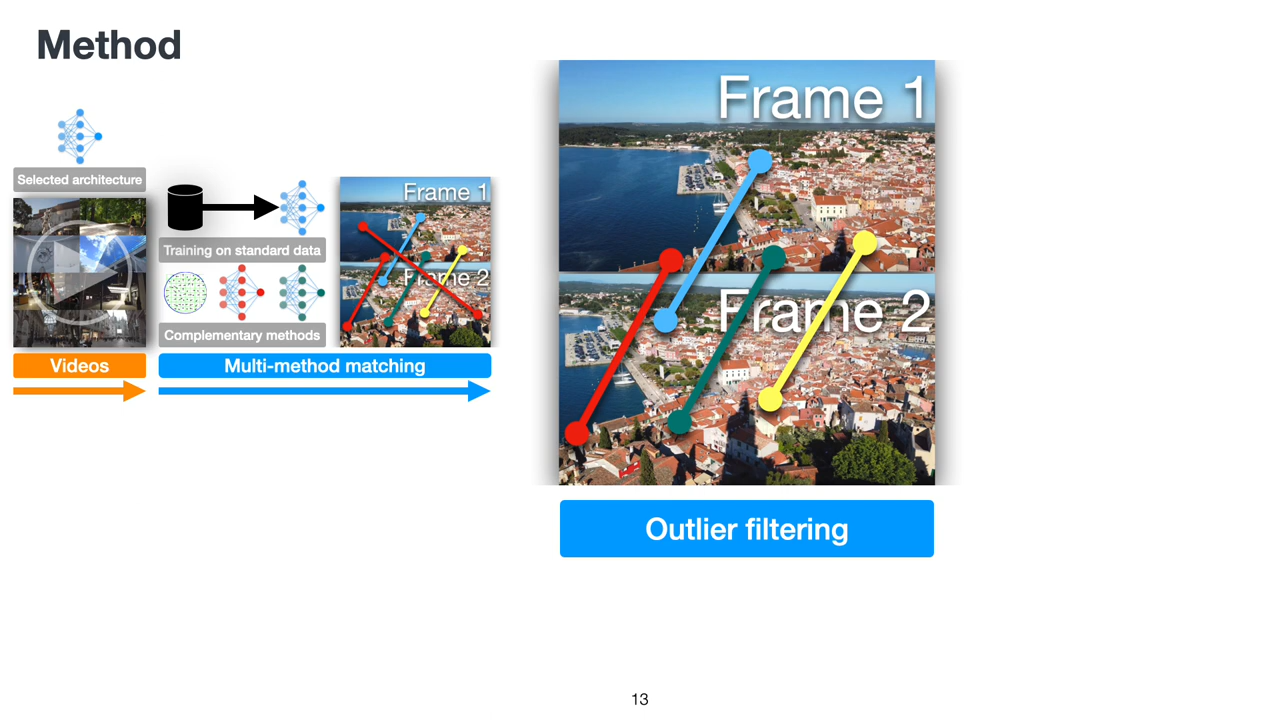 Method
Selected architecture
Videos
Training on standard data
Complementary methods
Frame 1
Frame 2
Multi-method matching
Frame 1
Frame 2
Outlier filtering
13